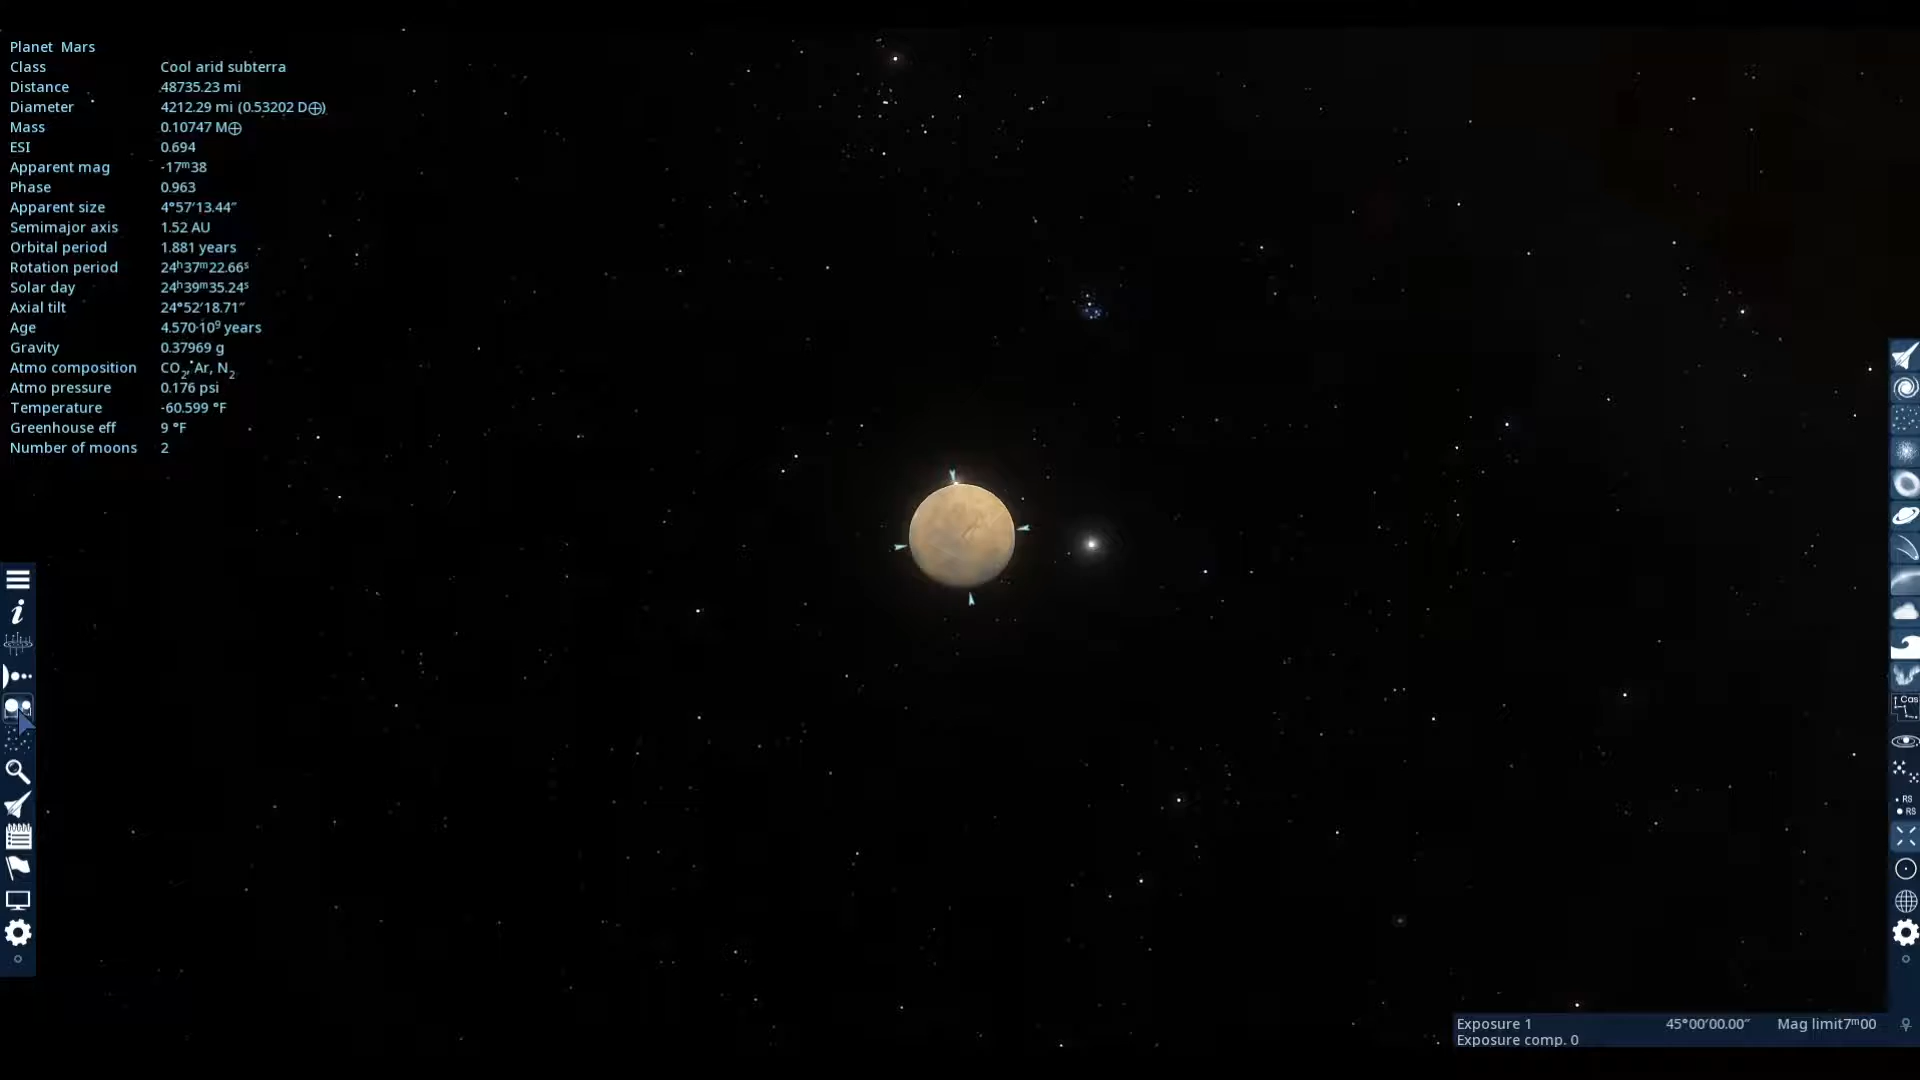 Planet Mars
Class Cool arid subterra
Distance 48735.23 mi
Diameter 4212.29 mi (0.53202 D⊕)
Mass 0.10747 M⊕
ESI 0.694
Apparent mag -17ᵐ38
Phase 0.963
Apparent size 4°57′13.44″
Semimajor axis 1.52 AU
Orbital period 1.881 years
Rotation period 24ʰ37ᵐ22.66ˢ
Solar day 24ʰ39ᵐ35.24ˢ
Axial tilt 24°52′18.71″
Age 4.570·10⁹ years
Gravity 0.37969 g
Atmo composition CO₂, Ar, N₂
Atmo pressure 0.176 psi
Temperature -60.599 °F
Greenhouse eff 9 °F
Number of moons 2
Cas
RS
RS
Exposure 1 45°00′00.00″ Mag limit7ᵐ00
Exposure comp. 0